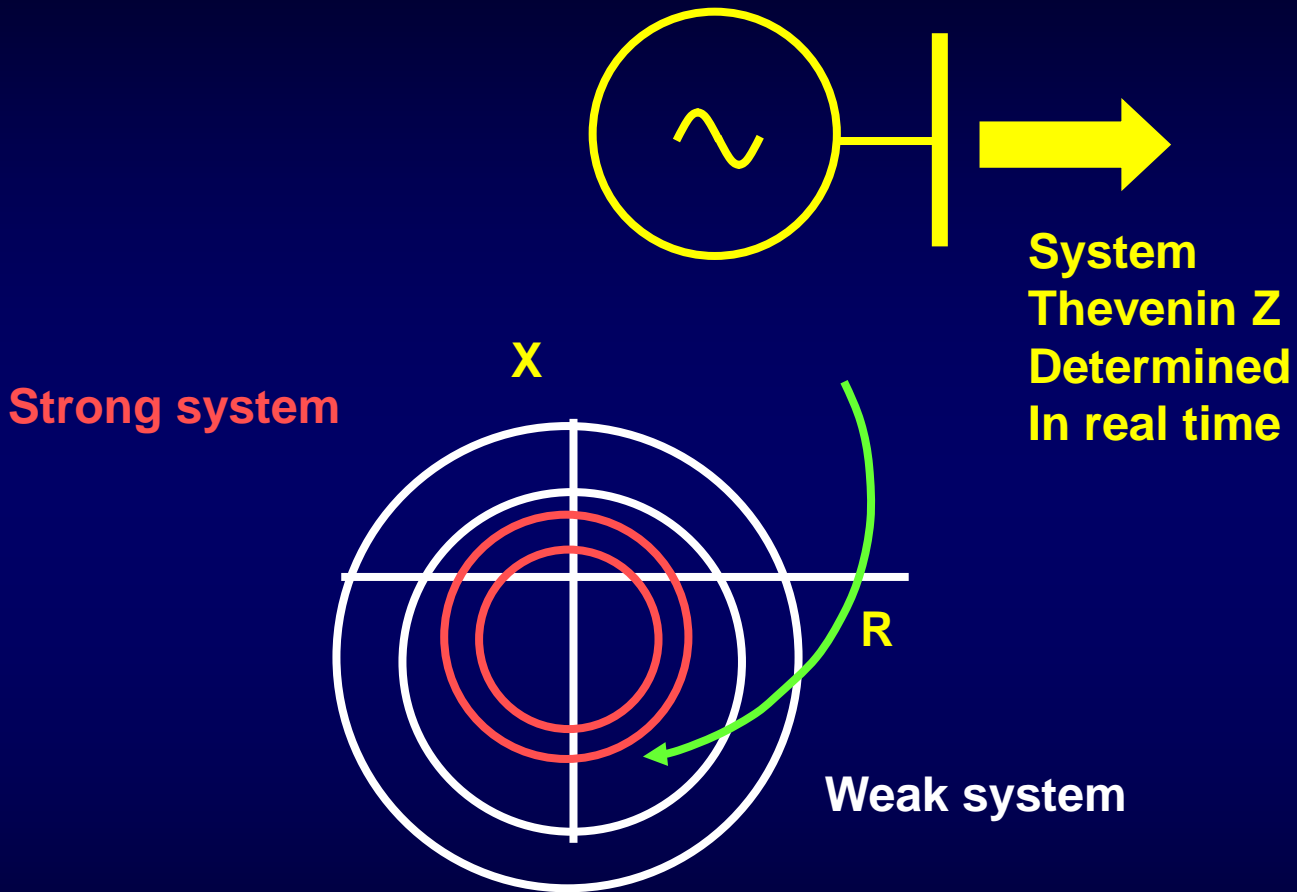 System
Thevenin Z
Determined
In real time
X
Strong system
R
Weak system